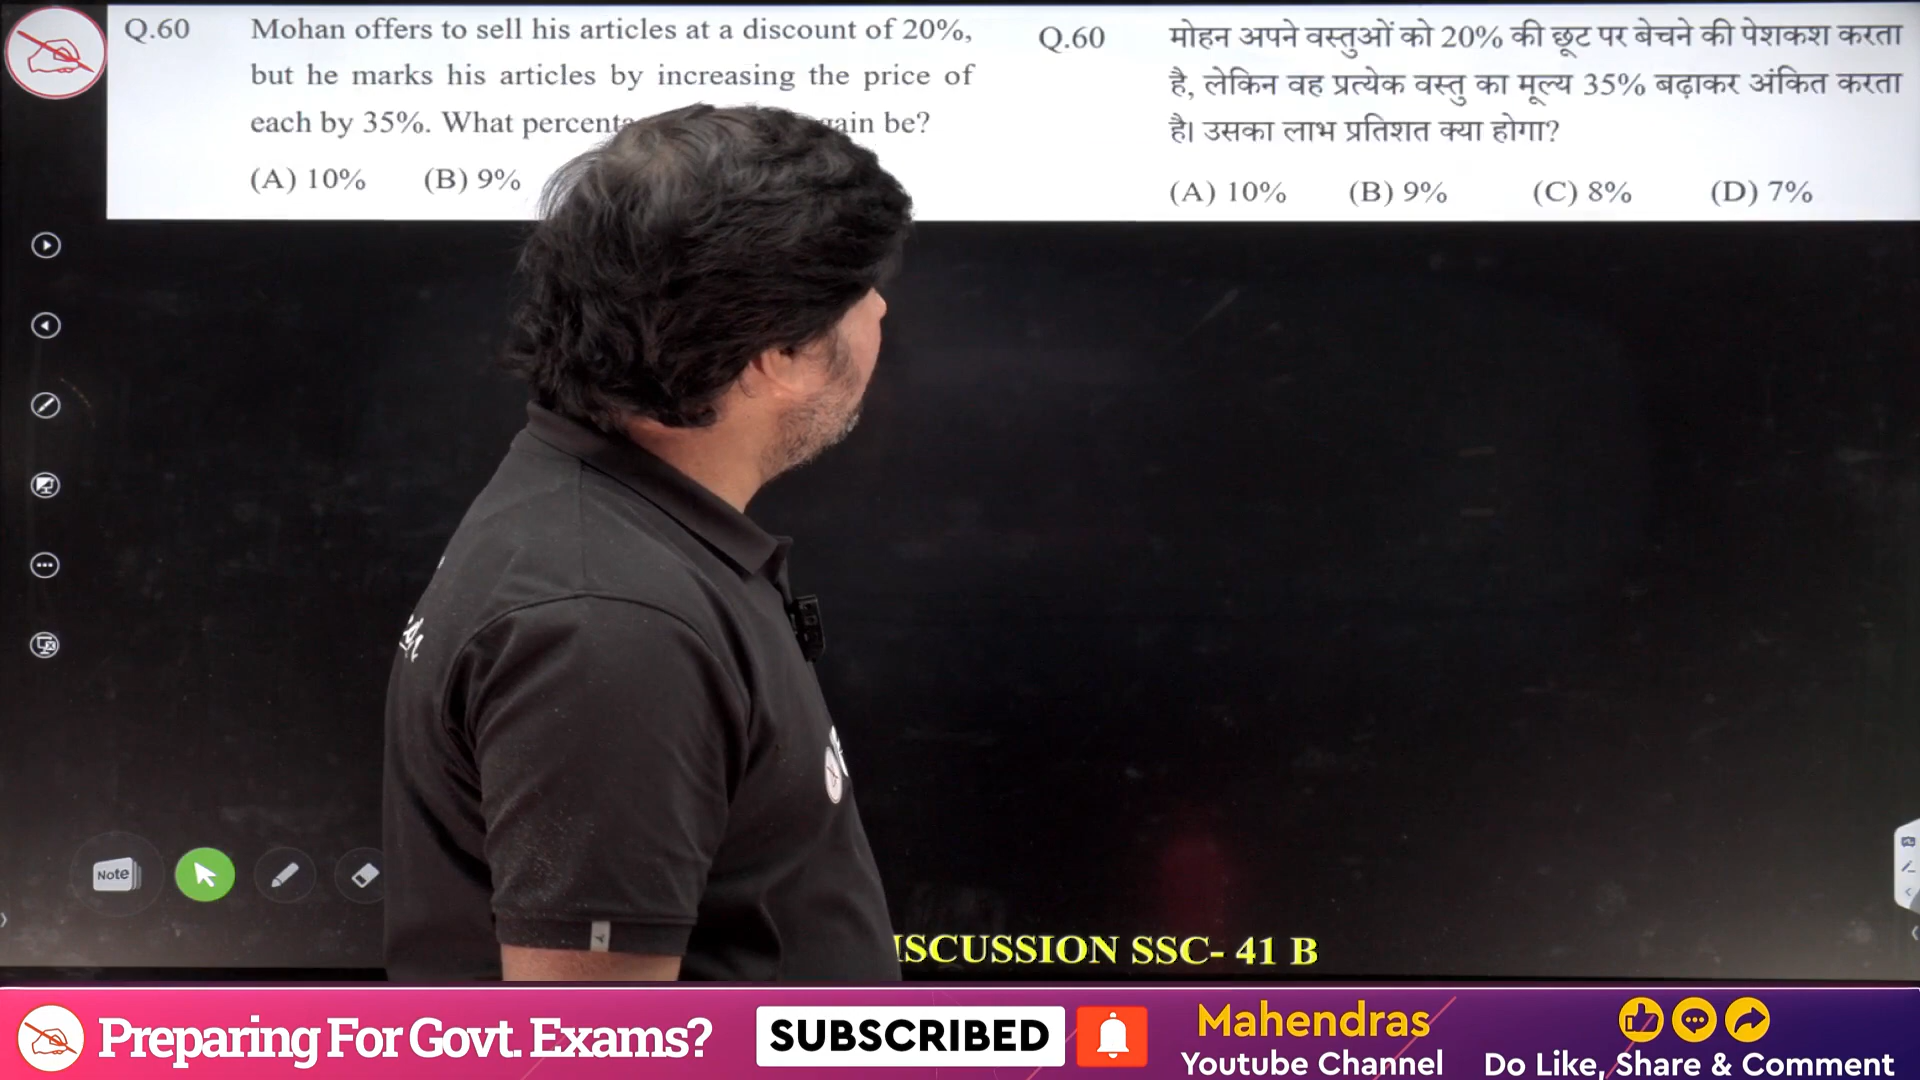 Q.60 Mohan offers to sell his articles at a discount of 20%,
but he marks his articles by increasing the price of
each by 35%. What be?
(A) 10% (B) 9%
Q.60 मोहन अपने वस्तुओं को 20% की छूट पर बेचने की पेशकश करता
है, लेकिन वह प्रत्येक वस्तु का मूल्य 35% बढ़ाकर अंकित करता
है। उसका लाभ प्रतिशत क्या होगा?
(A) 10% (B) 9% (C) 8% (D) 7%
Note
SSC- 41 B
Preparing For Govt. Exams?
SUBSCRIBED
Mahendras
Youtube Channel
Do Like, Share & Comment